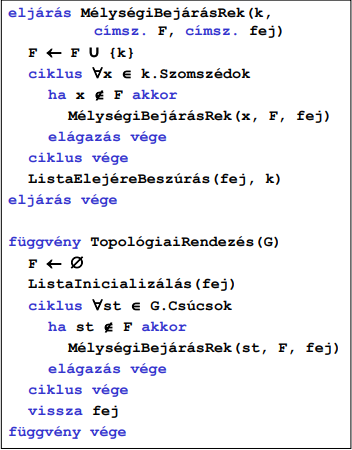 eljárás MélységiBejárásRek(k,
címsz. F, címsz. fej)
F ← F ∪ {k}
ciklus ∀x ∈ k.Szomszédok
ha x ∉ F akkor
MélységiBejárásRek(x, F, fej)
elágazás vége
ciklus vége
ListaElejéreBeszúrás(fej, k)
eljárás vége
függvény TopológiaiRendezés(G)
F ← ∅
ListaInicializálás(fej)
ciklus ∀st ∈ G.Csúcsok
ha st ∉ F akkor
MélységiBejárásRek(st, F, fej)
elágazás vége
ciklus vége
vissza fej
függvény vége